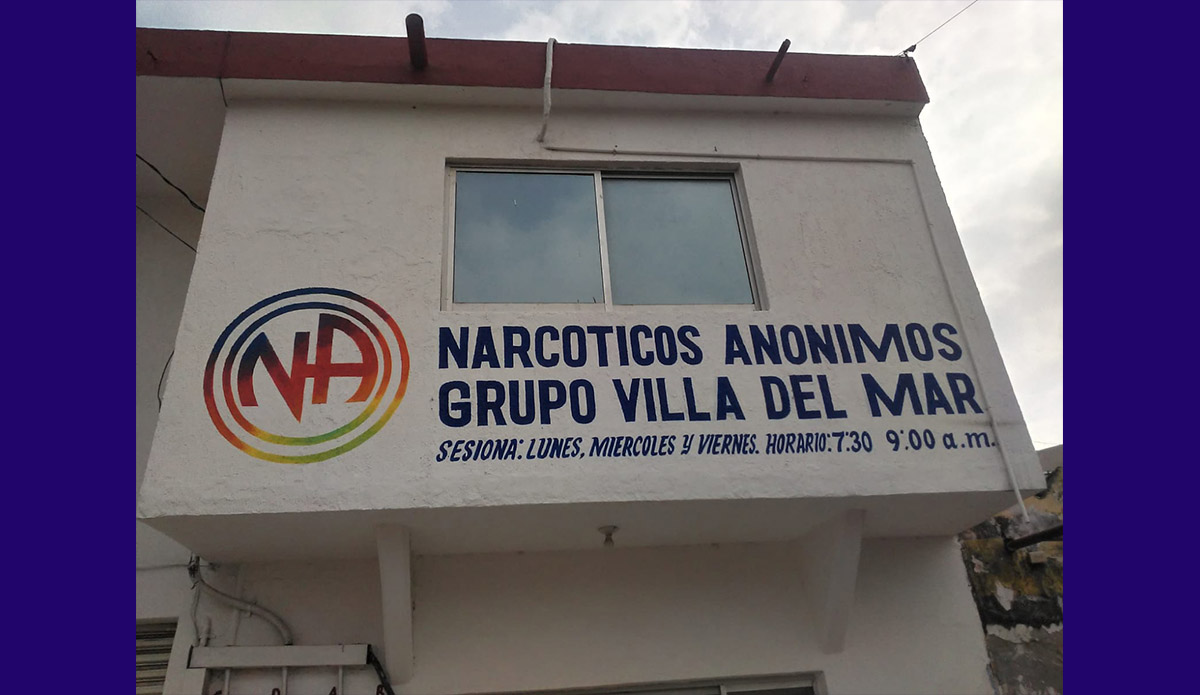 NA
NARCOTICOS ANONIMOS
GRUPO VILLA DEL MAR
SESIONA: LUNES, MIERCOLES Y VIERNES. HORARIO: 7:30 9:00 a.m.